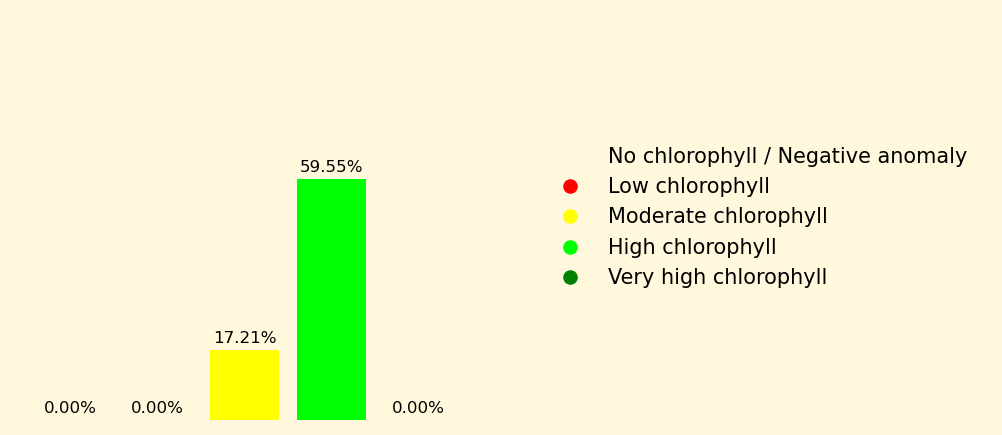 59.55%
17.21%
0.00%
0.00%
0.00%
No chlorophyll / Negative anomaly
Low chlorophyll
Moderate chlorophyll
High chlorophyll
Very high chlorophyll